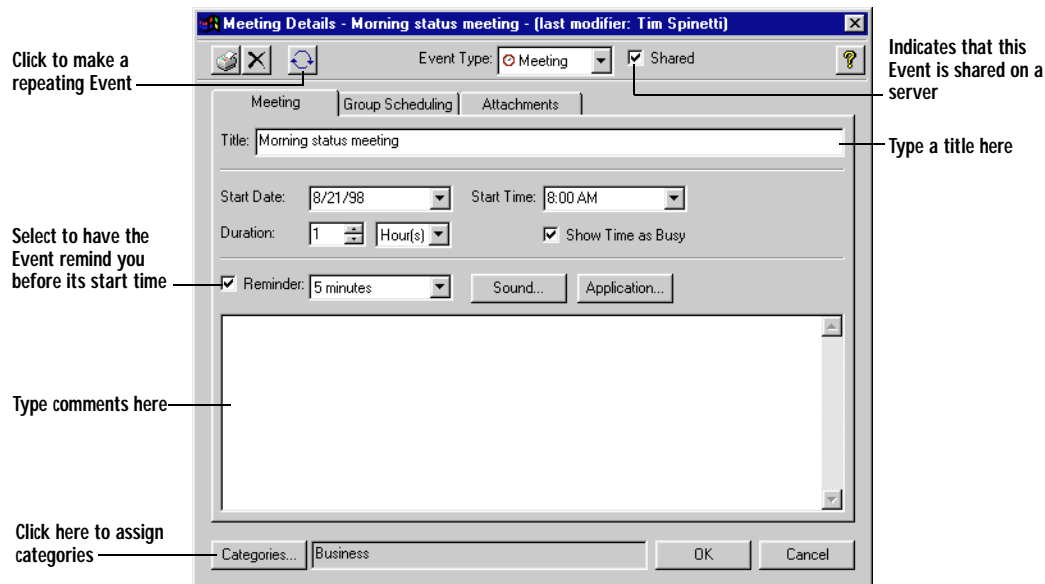 Meeting Details - Morning status meeting - (last modifier: Tim Spinetti)
Click to make a
repeating Event
Event Type: Meeting
Shared
?
Indicates that this
Event is shared on a
server
Meeting
Group Scheduling
Attachments
Title: Morning status meeting
Type a title here
Start Date: 8/21/98
Start Time: 8:00 AM
Duration: 1 Hour(s)
Show Time as Busy
Select to have the
Event remind you
before its start time
Reminder: 5 minutes
Sound...
Application...
Type comments here
Click here to assign
categories
Categories... Business
OK
Cancel